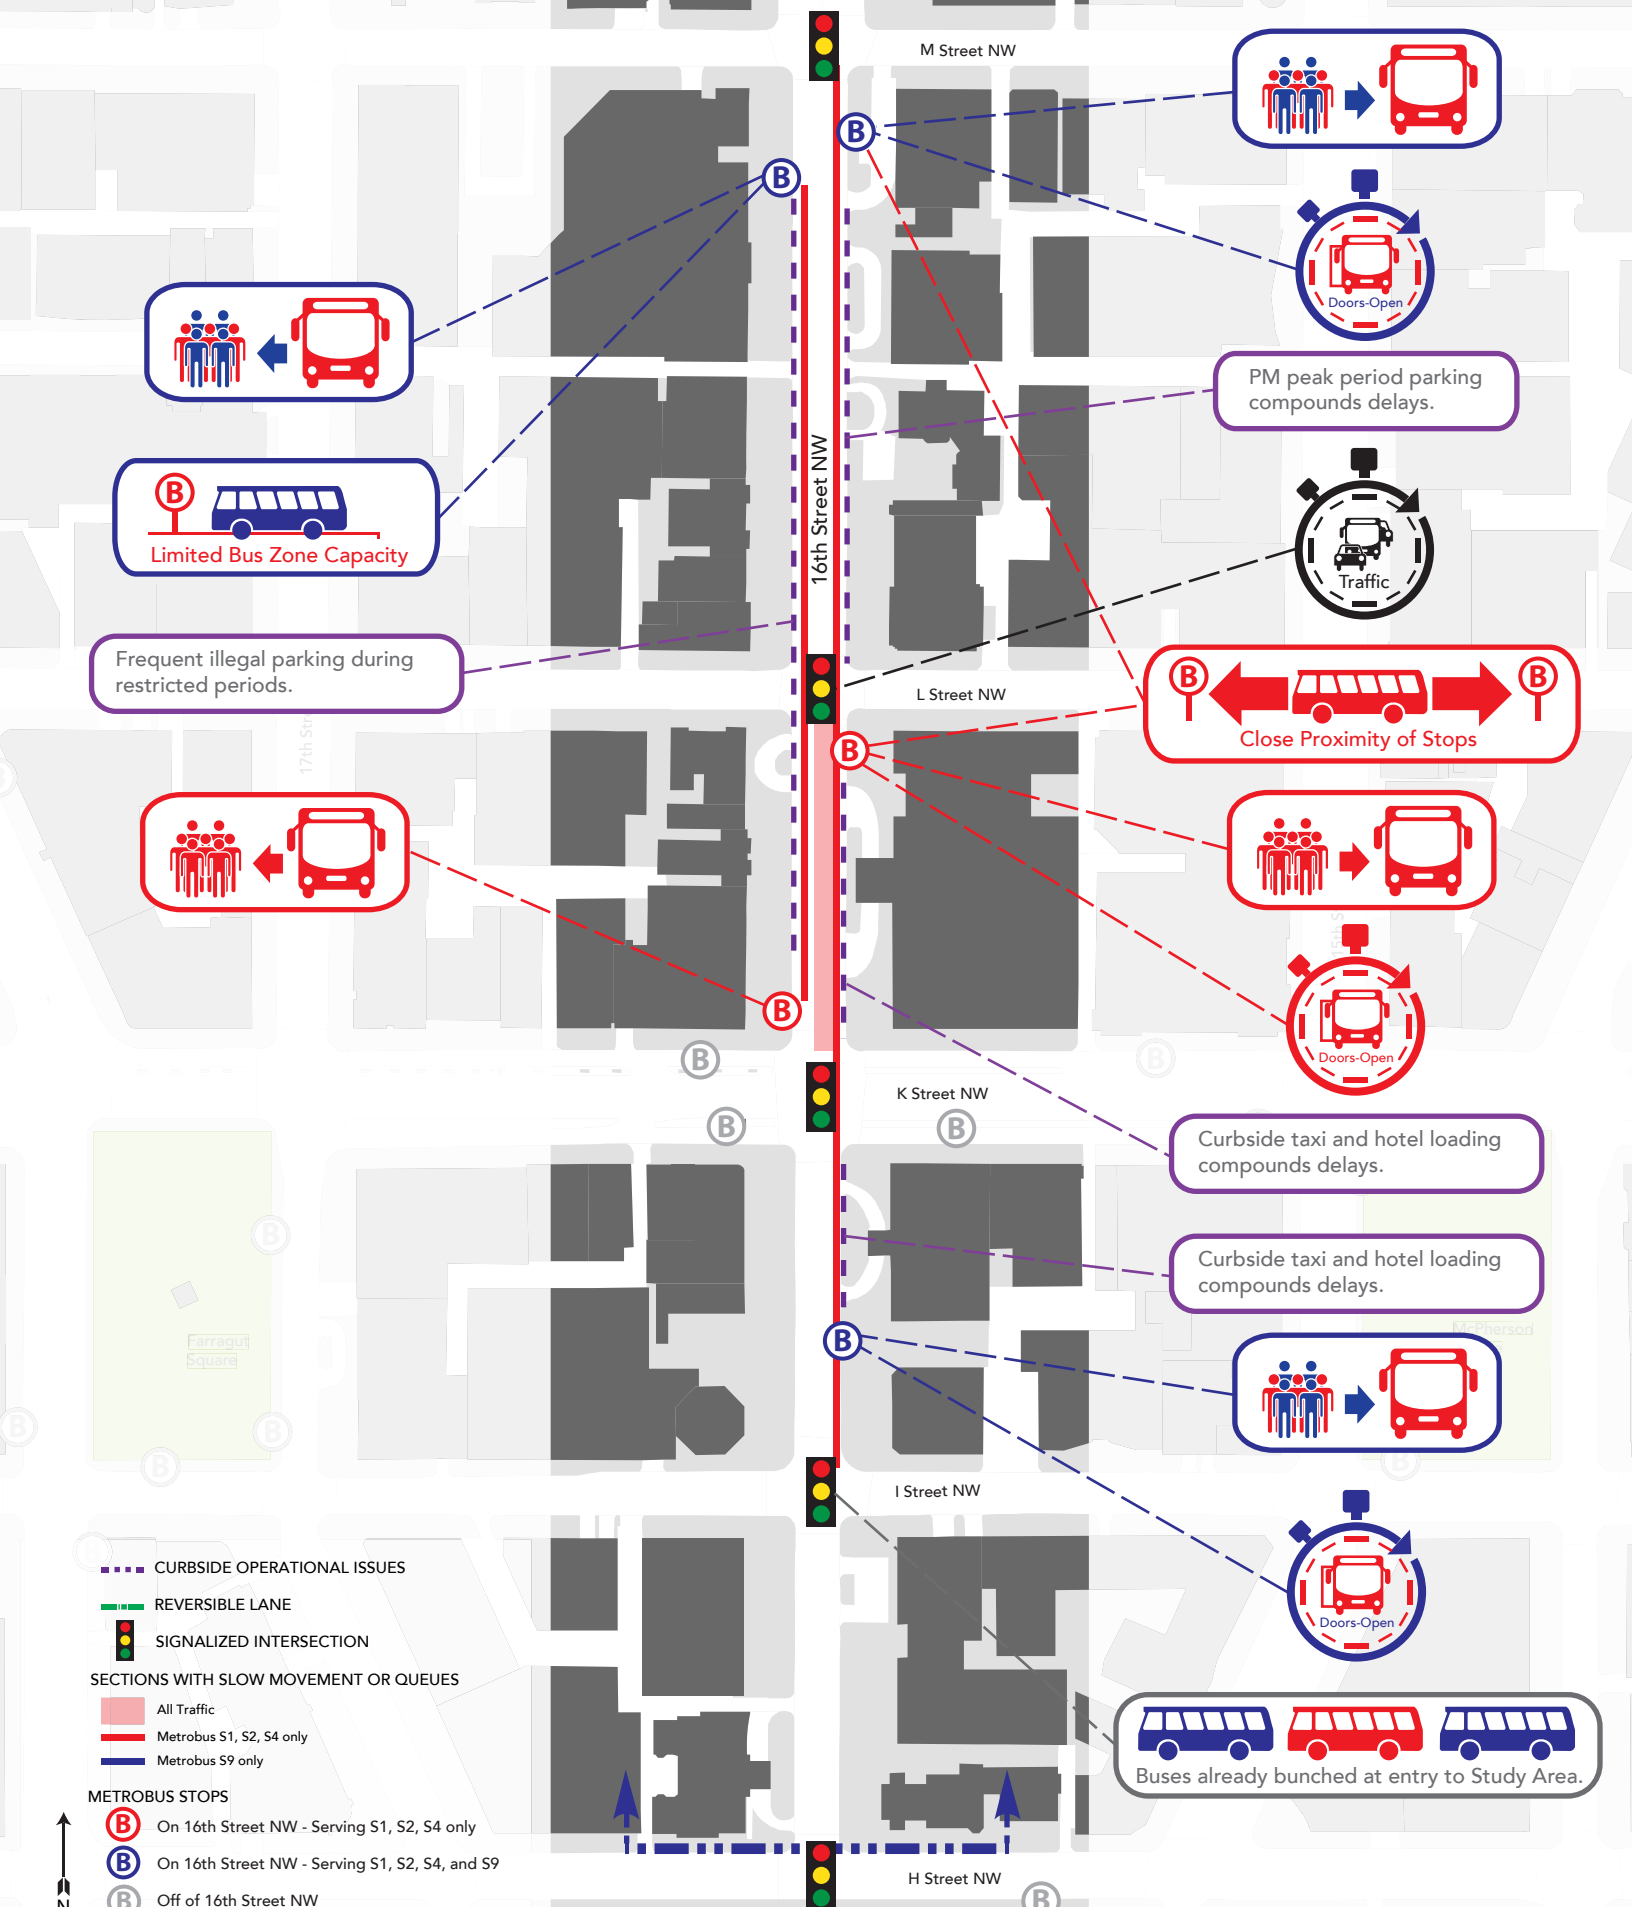 M Street NW
B
B
Doors-Open
PM peak period parking
compounds delays.
16th Street NW
B
Limited Bus Zone Capacity
Traffic
Frequent illegal parking during
restricted periods.
L Street NW
B
B
Close Proximity of Stops
17th Str
B
B
Doors-Open
B
B
K Street NW
B
B
B
Curbside taxi and hotel loading
compounds delays.
B
Curbside taxi and hotel loading
compounds delays.
Farragut
Square
McPherson
B
B
B
B
B
I Street NW
B
Doors-Open
Buses already bunched at entry to Study Area.
CURBSIDE OPERATIONAL ISSUES
REVERSIBLE LANE
SIGNALIZED INTERSECTION
SECTIONS WITH SLOW MOVEMENT OR QUEUES
All Traffic
Metrobus S1, S2, S4 only
Metrobus S9 only
METROBUS STOPS
B On 16th Street NW - Serving S1, S2, S4 only
B On 16th Street NW - Serving S1, S2, S4, and S9
B Off of 16th Street NW
N
H Street NW
B